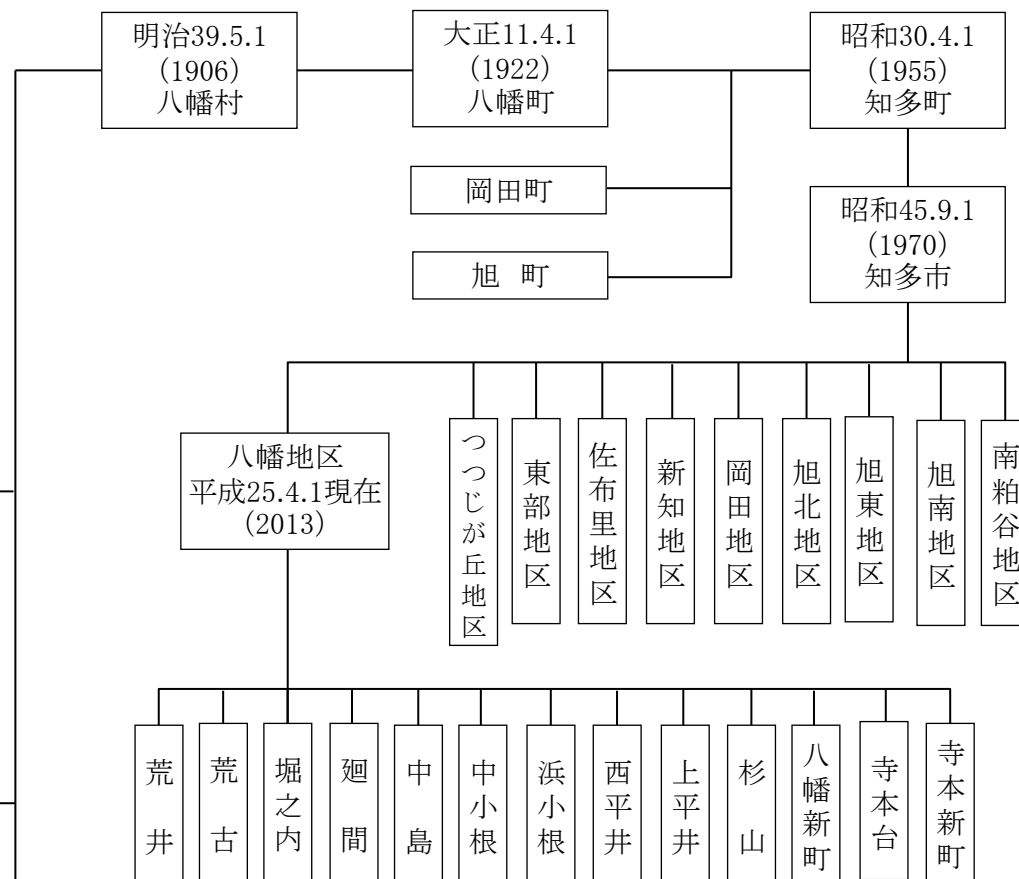 明治39.5.1
(1906)
八幡村
大正11.4.1
(1922)
八幡町
昭和30.4.1
(1955)
知多町
岡田町
旭 町
昭和45.9.1
(1970)
知多市
八幡地区
平成25.4.1現在
(2013)
つつじが丘地区
東部地区
佐布里地区
新知地区
岡田地区
旭北地区
旭東地区
旭南地区
南粕谷地区
荒井
荒古
堀之内
廻間
中島
中小根
浜小根
西平井
上平井
杉山
八幡新町
寺本台
寺本新町